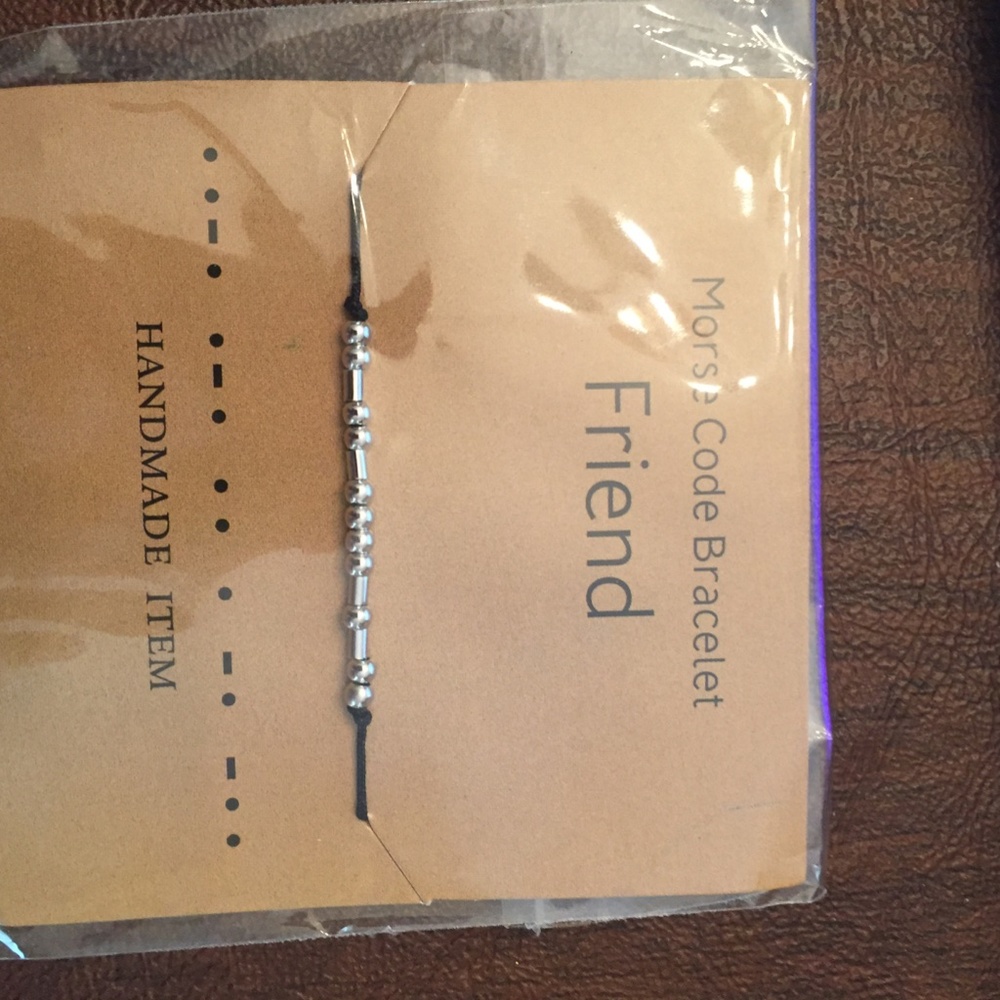 Morse Code Bracelet
Friend
••-• •-• •• • -• -••
HANDMADE ITEM